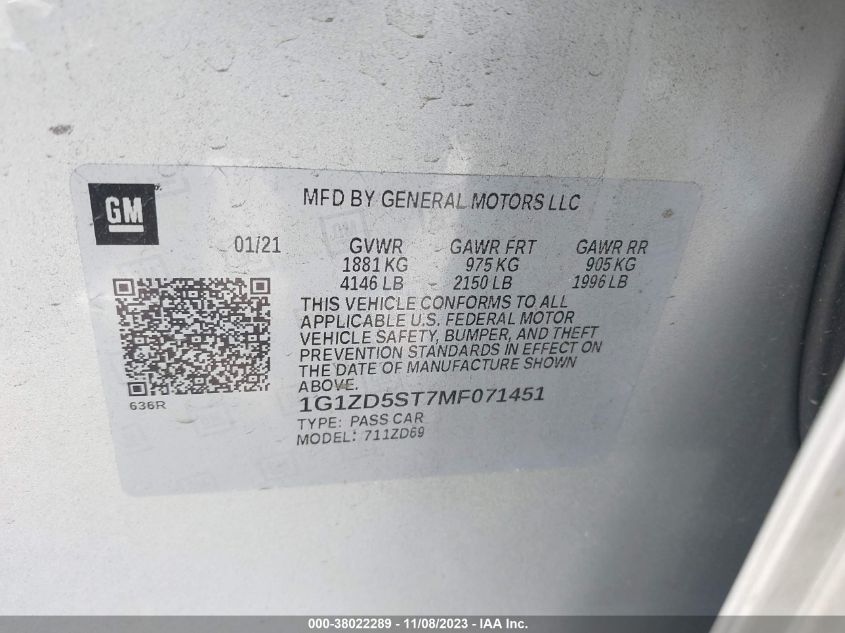 GM
MFD BY GENERAL MOTORS LLC
01/21 GVWR GAWR FRT GAWR RR
1881 KG 975 KG 905 KG
4146 LB 2150 LB 1996 LB
THIS VEHICLE CONFORMS TO ALL
APPLICABLE U.S. FEDERAL MOTOR
VEHICLE SAFETY, BUMPER, AND THEFT
PREVENTION STANDARDS IN EFFECT ON
THE DATE OF MANUFACTURE SHOWN
ABOVE.
636R
1G1ZD5ST7MF071451
TYPE: PASS CAR
MODEL: 711ZD69
000-38022289 - 11/08/2023 - IAA Inc.